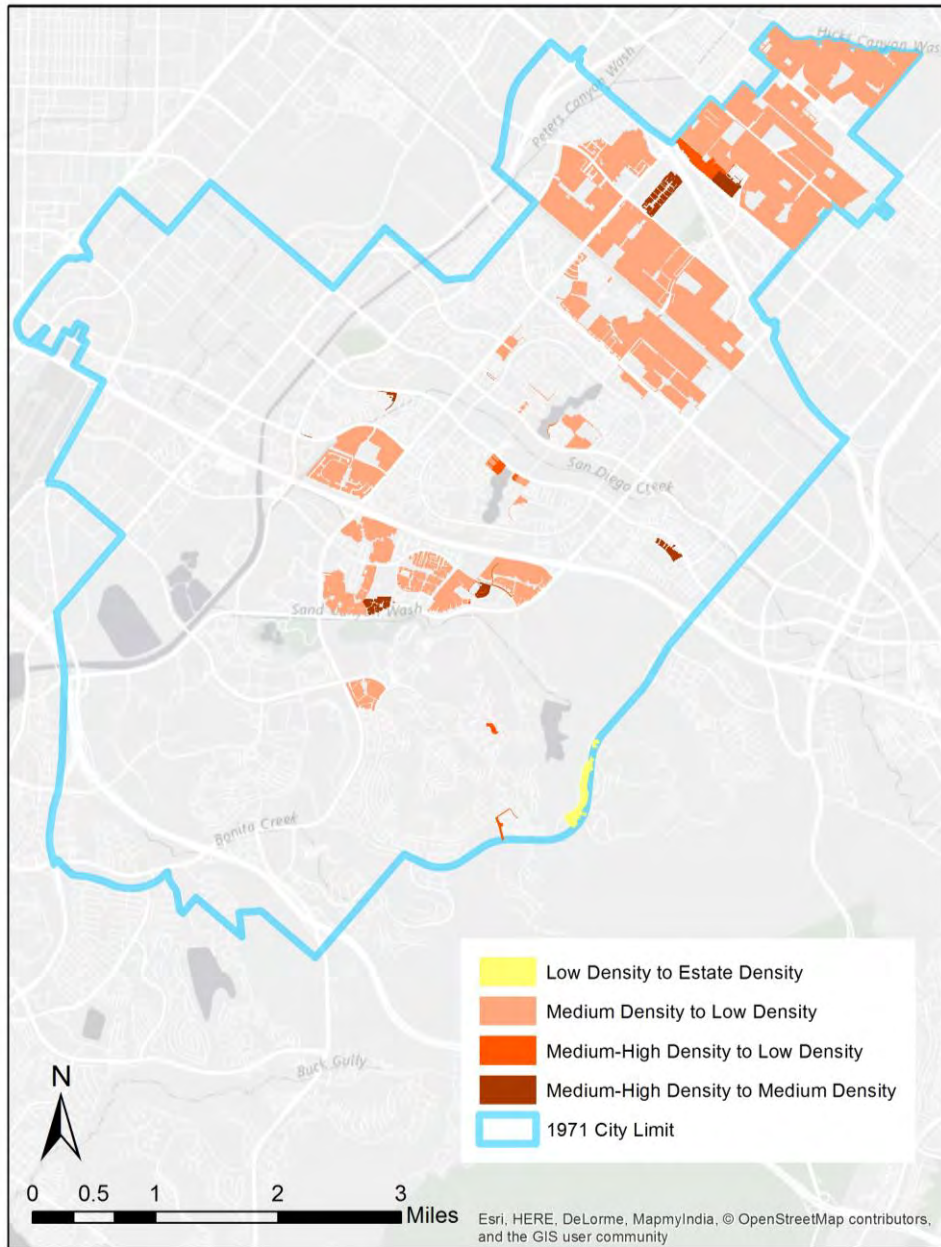 Hicks Canyon Wash
Peters Canyon Wash
San Diego Creek
Sand Canyon Wash
Bonita Creek
Buck Gully
Low Density to Estate Density
Medium Density to Low Density
Medium-High Density to Low Density
Medium-High Density to Medium Density
1971 City Limit
N
0 0.5 1 2 3
Miles
Esri, HERE, DeLorme, MapmyIndia, © OpenStreetMap contributors,
and the GIS user community